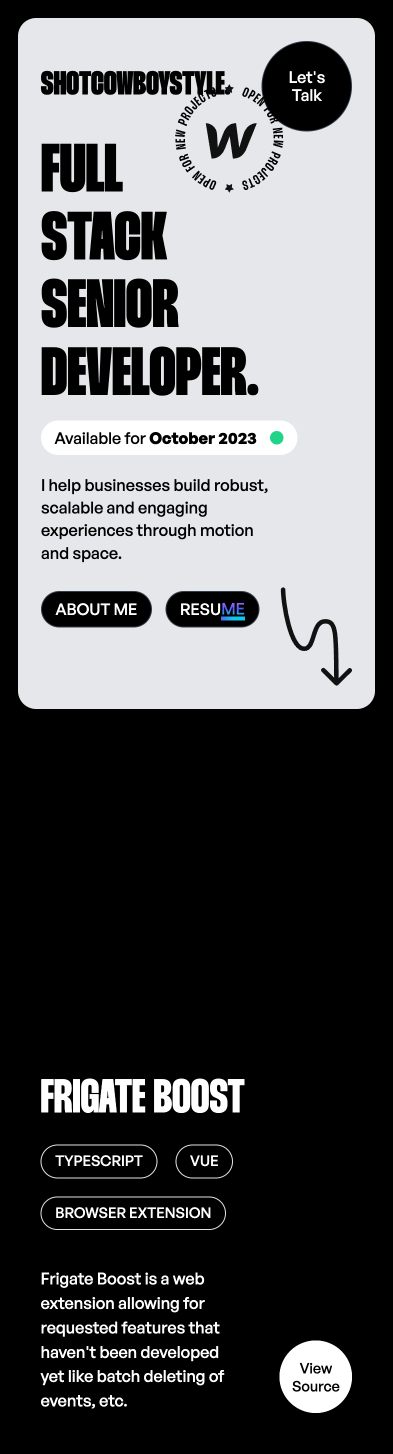 SHOTCOWBOYSTYLE.
Let's
Talk
OPEN FOR NEW PROJECTS ★ OPEN FOR NEW PROJECTS ★
W
FULL
STACK
SENIOR
DEVELOPER.
Available for October 2023
I help businesses build robust,
scalable and engaging
experiences through motion
and space.
ABOUT ME
RESUME
FRIGATE BOOST
TYPESCRIPT
VUE
BROWSER EXTENSION
Frigate Boost is a web
extension allowing for
requested features that
haven't been developed
yet like batch deleting of
events, etc.
View
Source